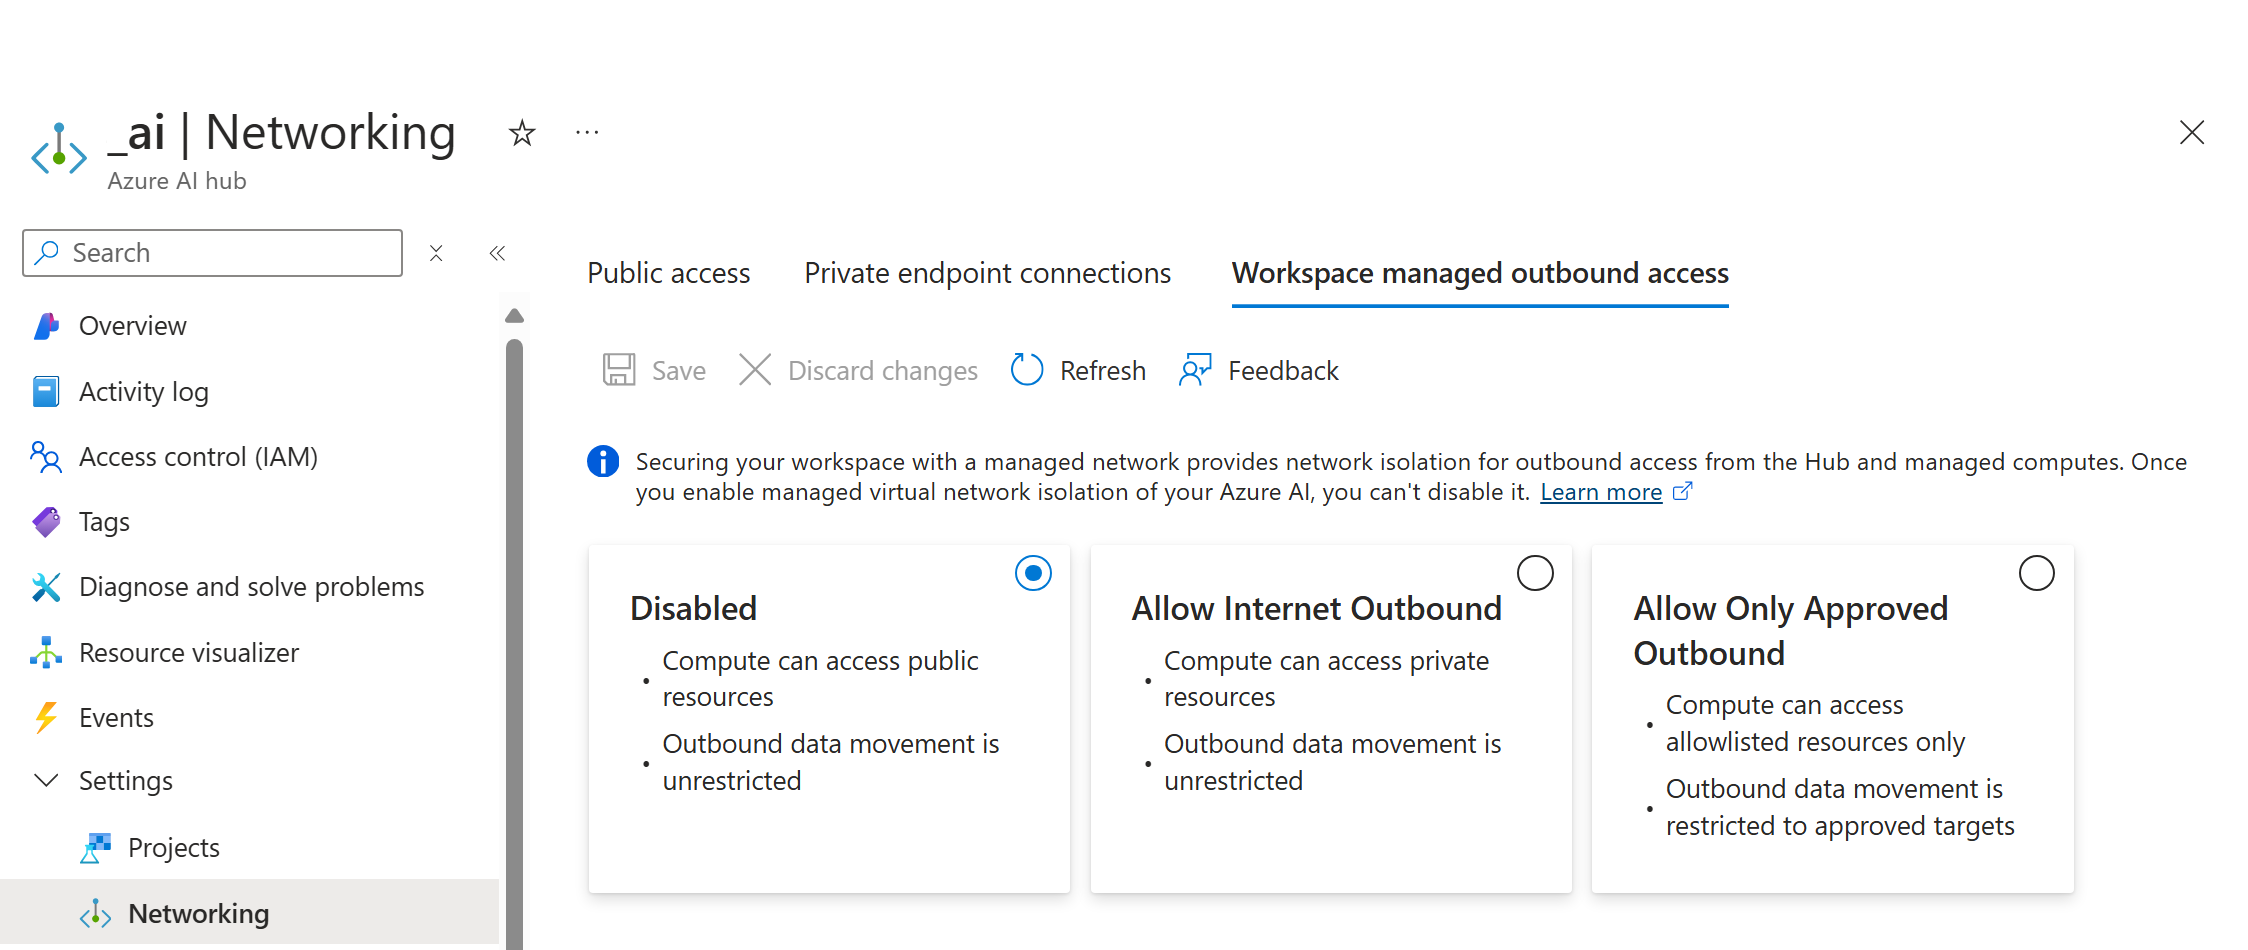 _ai | Networking
Azure AI hub
Search
Overview
Activity log
Access control (IAM)
Tags
Diagnose and solve problems
Resource visualizer
Events
Settings
Projects
Networking
Public access
Private endpoint connections
Workspace managed outbound access
Save
Discard changes
Refresh
Feedback
Securing your workspace with a managed network provides network isolation for outbound access from the Hub and managed computes. Once
you enable managed virtual network isolation of your Azure AI, you can't disable it. Learn more
Disabled
• Compute can access public
resources
• Outbound data movement is
unrestricted
Allow Internet Outbound
• Compute can access private
resources
• Outbound data movement is
unrestricted
Allow Only Approved
Outbound
• Compute can access
allowlisted resources only
• Outbound data movement is
restricted to approved targets